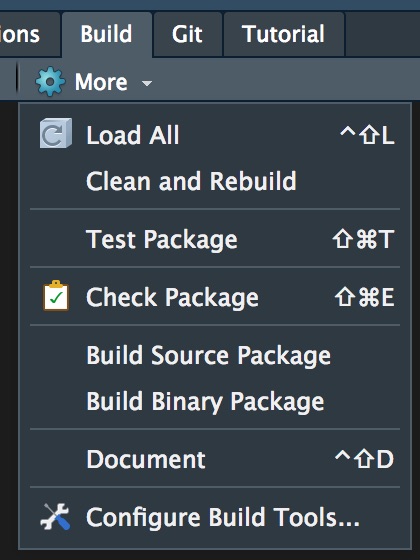 ions Build Git Tutorial
More
Load All ^⇧L
Clean and Rebuild
Test Package ⇧⌘T
Check Package ⇧⌘E
Build Source Package
Build Binary Package
Document ^⇧D
Configure Build Tools...